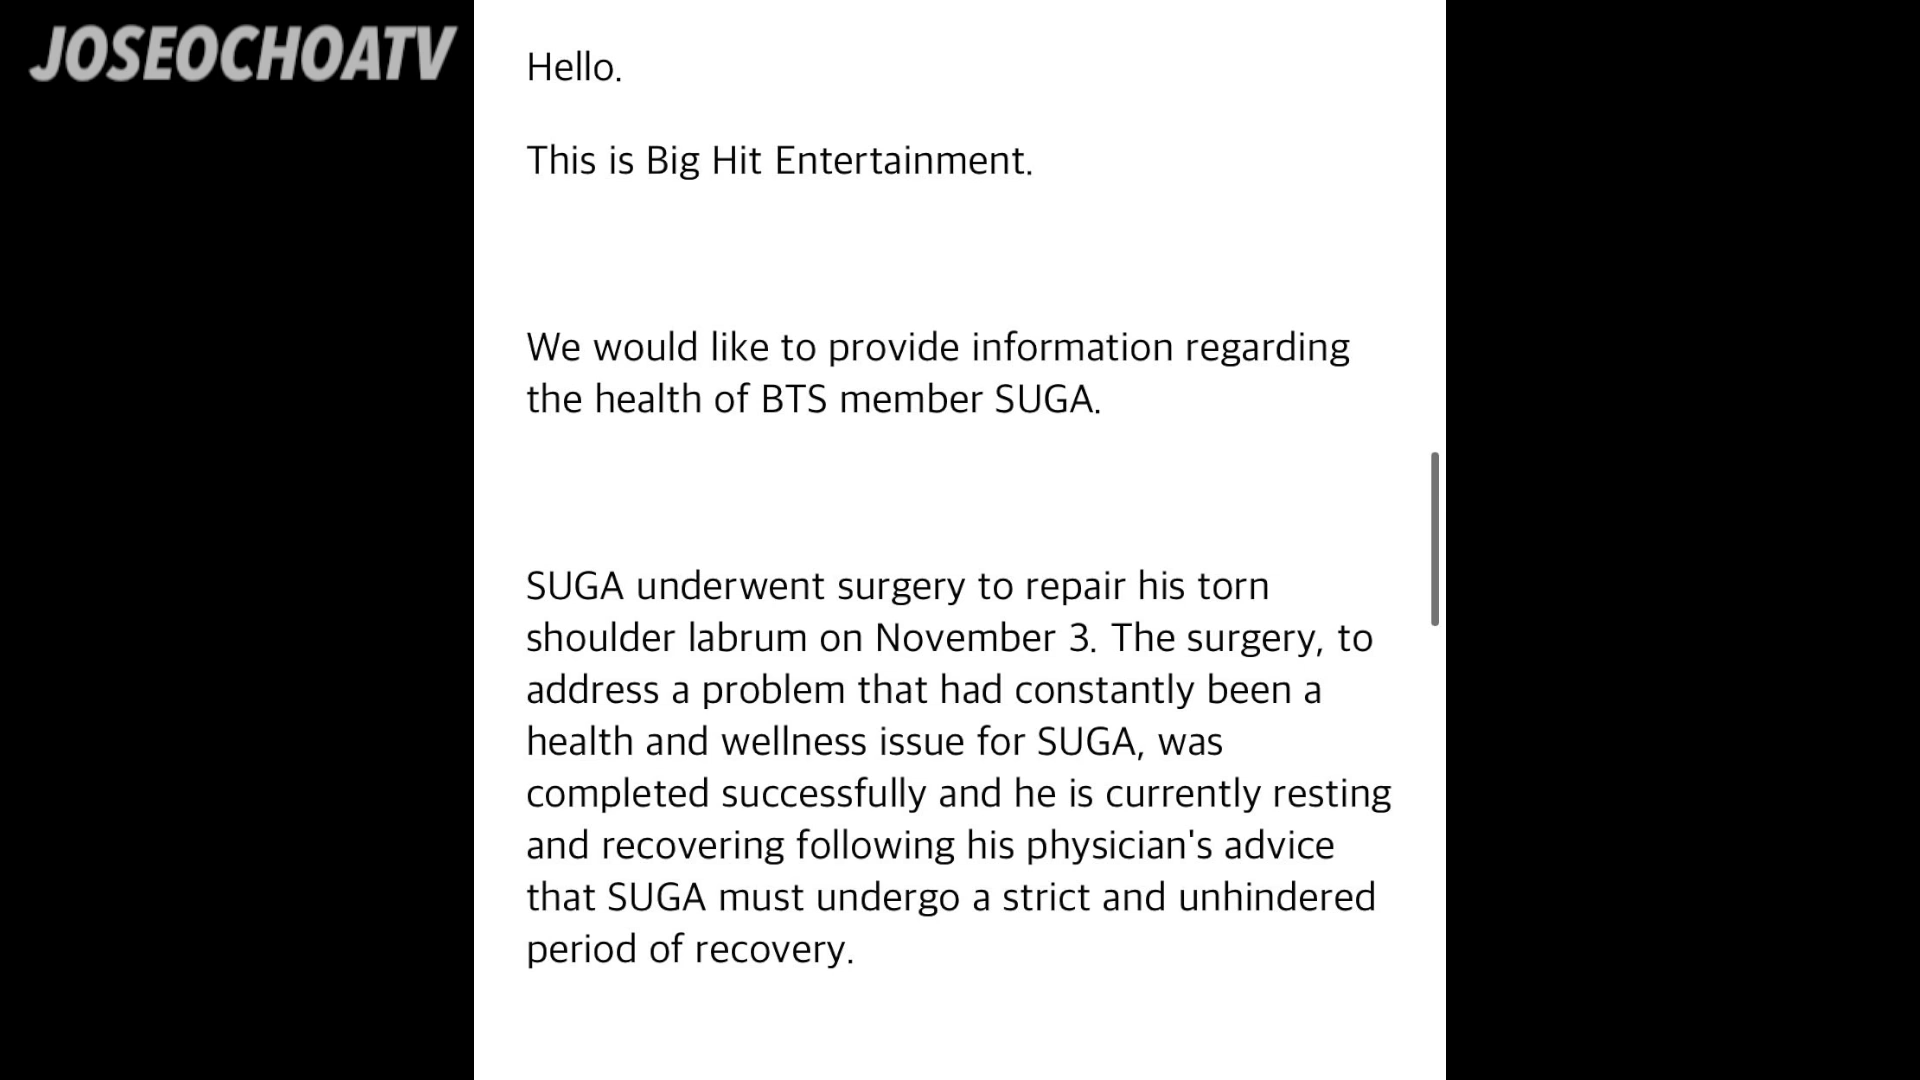 JOSEOCHOATV
Hello.
This is Big Hit Entertainment.
We would like to provide information regarding
the health of BTS member SUGA.
SUGA underwent surgery to repair his torn
shoulder labrum on November 3. The surgery, to
address a problem that had constantly been a
health and wellness issue for SUGA, was
completed successfully and he is currently resting
and recovering following his physician's advice
that SUGA must undergo a strict and unhindered
period of recovery.